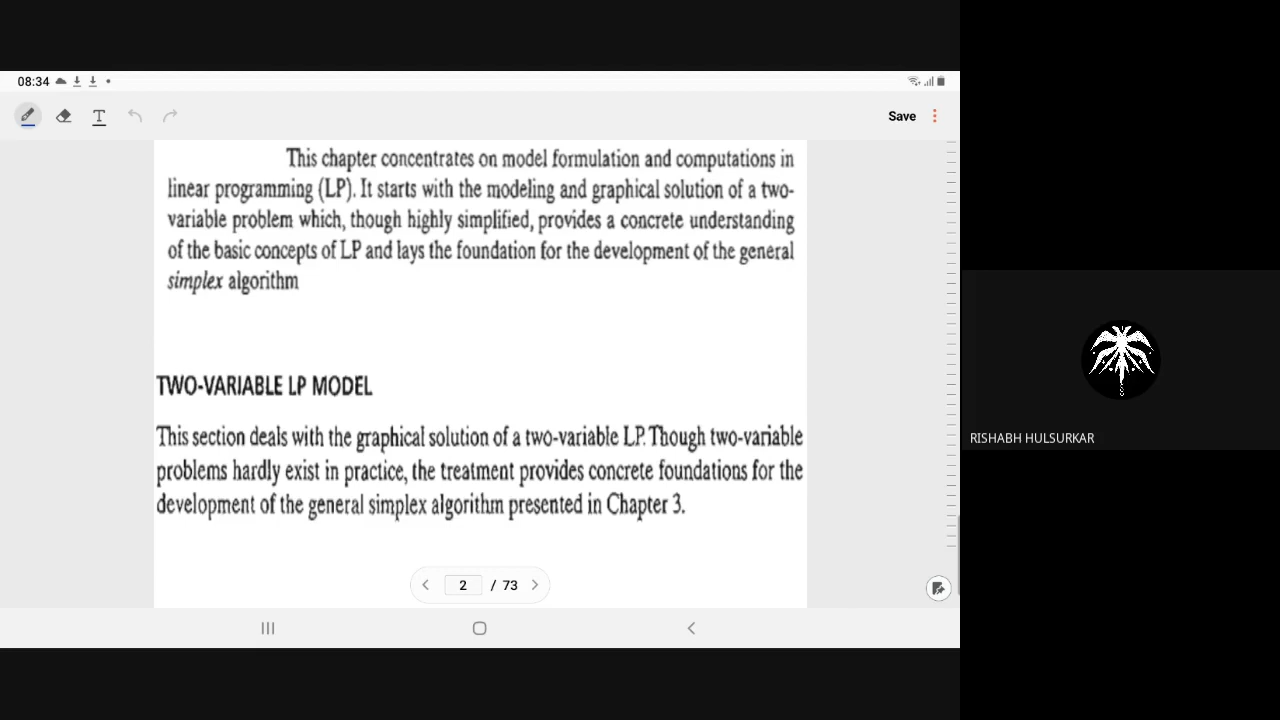 08:34
Save
This chapter concentrates on model formulation and computations in
linear programming (LP). It starts with the modeling and graphical solution of a two-
variable problem which, though highly simplified, provides a concrete understanding
of the basic concepts of LP and lays the foundation for the development of the general
simplex algorithm
TWO-VARIABLE LP MODEL
This section deals with the graphical solution of a two-variable LP. Though two-variable
problems hardly exist in practice, the treatment provides concrete foundations for the
development of the general simplex algorithm presented in Chapter 3.
2 / 73
RISHABH HULSURKAR